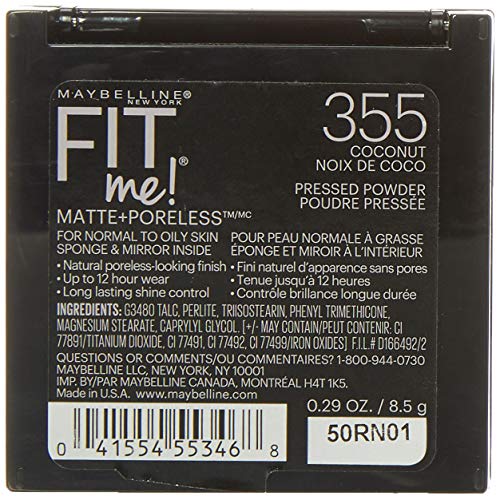 MAYBELLINE®
NEW YORK
FIT
me!®
MATTE+PORELESS™/MC
355
COCONUT
NOIX DE COCO
PRESSED POWDER
POUDRE PRESSÉE
FOR NORMAL TO OILY SKIN
SPONGE & MIRROR INSIDE
• Natural poreless-looking finish
• Up to 12 hour wear
• Long lasting shine control
POUR PEAU NORMALE À GRASSE
ÉPONGE ET MIROIR À L'INTÉRIEUR
• Fini naturel d'apparence sans pores
• Tenue jusqu'à 12 heures
• Contrôle brillance longue durée
INGREDIENTS: G3480 TALC, PERLITE, TRIISOSTEARIN, PHENYL TRIMETHICONE,
MAGNESIUM STEARATE, CAPRYLYL GLYCOL. [+/- MAY CONTAIN/PEUT CONTENIR: CI
77891/TITANIUM DIOXIDE, CI 77491, CI 77492, CI 77499/IRON OXIDES] F.I.L.# D166492/2
QUESTIONS OR COMMENTS/OU COMMENTAIRES? 1-800-944-0730
MAYBELLINE LLC, NEW YORK, NY 10001
IMP. BY/PAR MAYBELLINE CANADA, MONTRÉAL H4T 1K5.
Made in U.S.A. www.maybelline.com
0.29 OZ. / 8.5 g
0 41554 55346 8
50RN01